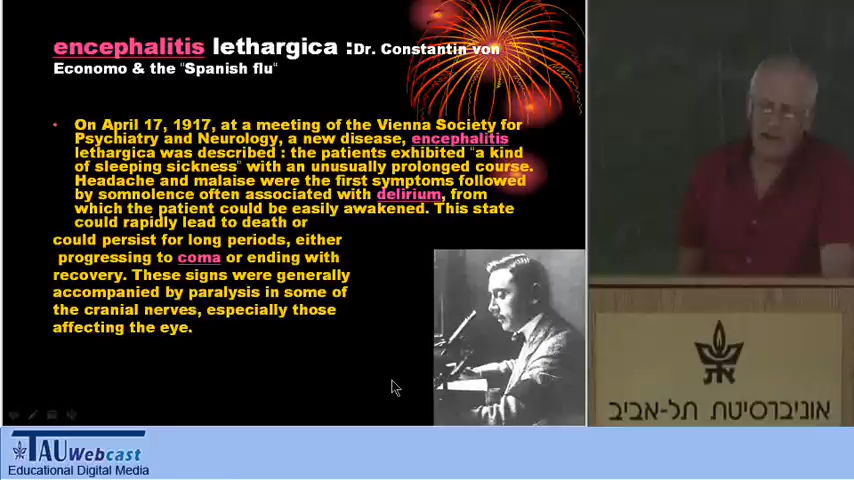 encephalitis lethargica :Dr. Constantin von
Economo & the "Spanish flu"
• On April 17, 1917, at a meeting of the Vienna Society for
Psychiatry and Neurology, a new disease, encephalitis
lethargica was described : the patients exhibited "a kind
of sleeping sickness" with an unusually prolonged course.
Headache and malaise were the first symptoms followed
by somnolence often associated with delirium, from
which the patient could be easily awakened. This state
could rapidly lead to death or
could persist for long periods, either
progressing to coma or ending with
recovery. These signs were generally
accompanied by paralysis in some of
the cranial nerves, especially those
affecting the eye.
אוניברסיטת תל-אביב
TAU Webcast
Educational Digital Media